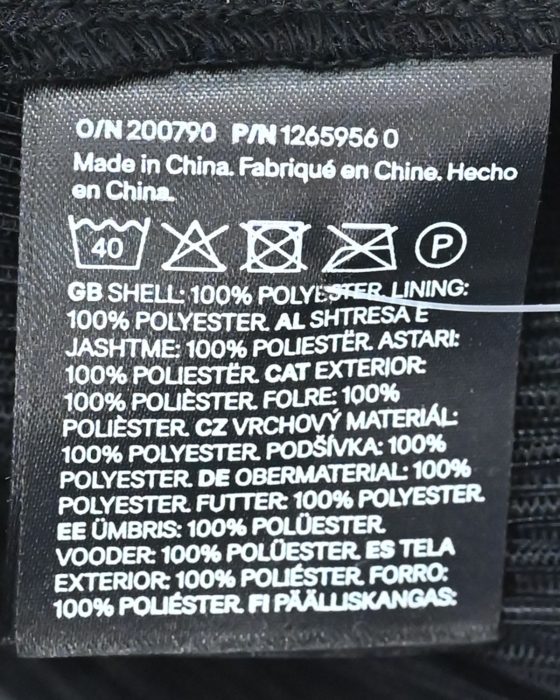 O/N 200790 P/N 1265956 0
Made in China. Fabriqué en Chine. Hecho
en China.
40
P
GB SHELL: 100% POLYESTER. LINING:
100% POLYESTER. AL SHTRESA E
JASHTME: 100% POLIESTËR. ASTARI:
100% POLIESTËR. CAT EXTERIOR:
100% POLIÈSTER. FOLRE: 100%
POLIÈSTER. CZ VRCHOVÝ MATERIÁL:
100% POLYESTER. PODŠÍVKA: 100%
POLYESTER. DE OBERMATERIAL: 100%
POLYESTER. FUTTER: 100% POLYESTER.
EE ÜMBRIS: 100% POLÜESTER.
VOODER: 100% POLÜESTER. ES TELA
EXTERIOR: 100% POLIÉSTER. FORRO:
100% POLIÉSTER. FI PÄÄLLISKANGAS: